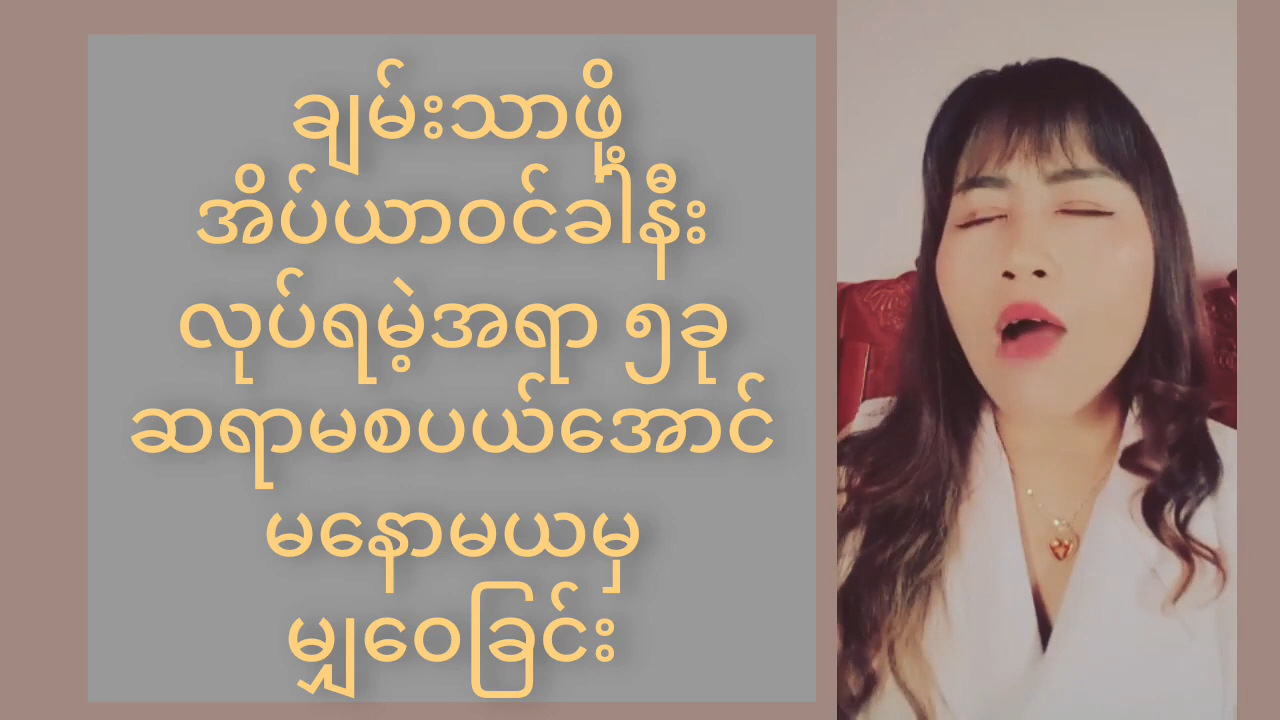 ချမ်းသာဖို့
အိပ်ယာဝင်ခါနီး
လုပ်ရမဲ့အရာ ၅ခု
ဆရာမစပယ်အောင်
မနောမယမှ
မျှဝေခြင်း